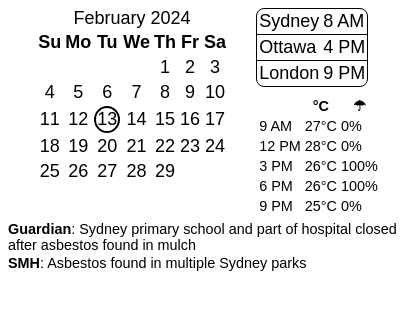 February 2024
Su Mo Tu We Th Fr Sa
1 2 3
4 5 6 7 8 9 10
11 12 13 14 15 16 17
18 19 20 21 22 23 24
25 26 27 28 29
Sydney 8 AM
Ottawa 4 PM
London 9 PM
°C ☂
9 AM 27°C 0%
12 PM 28°C 0%
3 PM 26°C 100%
6 PM 26°C 100%
9 PM 25°C 0%
Guardian: Sydney primary school and part of hospital closed
after asbestos found in mulch
SMH: Asbestos found in multiple Sydney parks